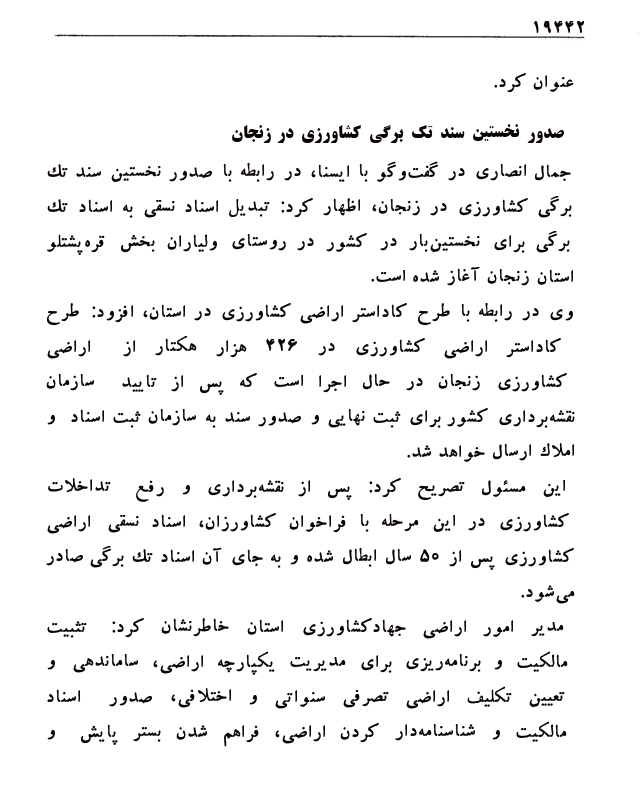 ۱۹۴۴۲
عنوان کرد.
صدور نخستین سند تک برگی کشاورزی در زنجان
جمال انصاری در گفت‌وگو با ایسنا، در رابطه با صدور نخستین سند تك
برگی کشاورزی در زنجان، اظهار کرد: تبدیل اسناد نسقی به اسناد تك
برگی برای نخستین‌بار در کشور در روستای ولیاران بخش قره‌پشتلو
استان زنجان آغاز شده است.
وی در رابطه با طرح کاداستر اراضی کشاورزی در استان، افزود: طرح
کاداستر اراضی کشاورزی در ۴۲۶ هزار هکتار از اراضی
کشاورزی زنجان در حال اجرا است که پس از تایید سازمان
نقشه‌برداری کشور برای ثبت نهایی و صدور سند به سازمان ثبت اسناد و
املاك ارسال خواهد شد.
این مسئول تصریح کرد: پس از نقشه‌برداری و رفع تداخلات
کشاورزی در این مرحله با فراخوان کشاورزان، اسناد نسقی اراضی
کشاورزی پس از ۵۰ سال ابطال شده و به جای آن اسناد تك برگی صادر
می‌شود.
مدیر امور اراضی جهادکشاورزی استان خاطرنشان کرد: تثبیت
مالکیت و برنامه‌ریزی برای مدیریت یکپارچه اراضی، ساماندهی و
تعیین تکلیف اراضی تصرفی سنواتی و اختلافی، صدور اسناد
مالکیت و شناسنامه‌دار کردن اراضی، فراهم شدن بستر پایش و